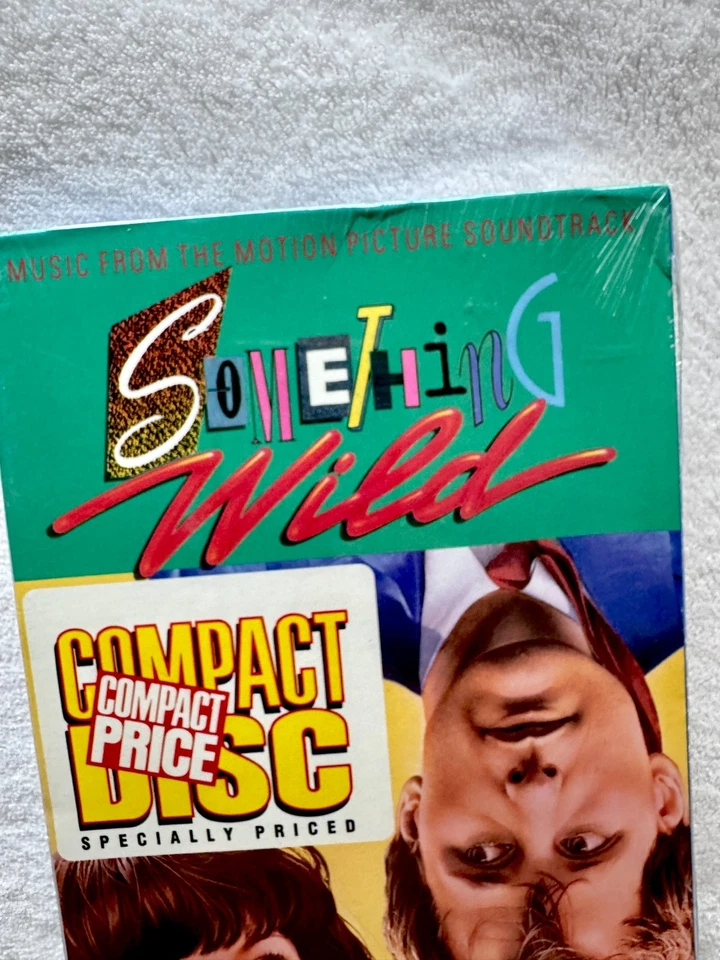 MUSIC FROM THE MOTION PICTURE SOUNDTRACK
SOMETHinG
Wild
COMPACT
COMPACT
PRICE
DISC
SPECIALLY PRICED